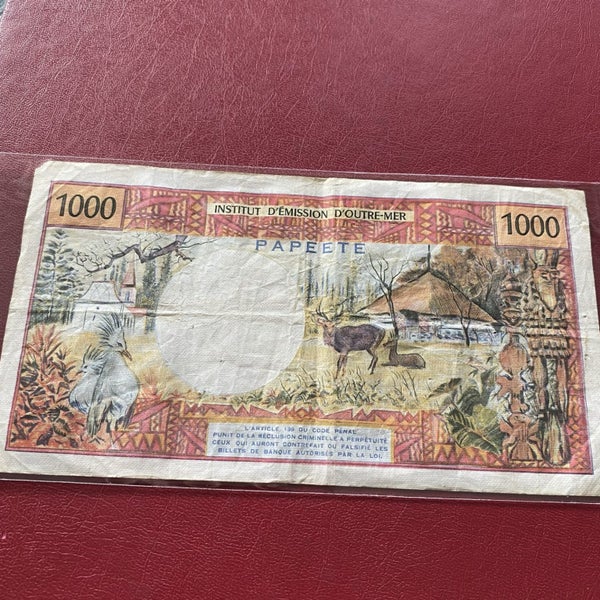 1000
INSTITUT D'ÉMISSION D'OUTRE-MER
1000
PAPEETE
L'ARTICLE 139 DU CODE PÉNAL
PUNIT DE LA RÉCLUSION CRIMINELLE A PERPÉTUITÉ
CEUX QUI AURONT CONTREFAIT OU FALSIFIÉ LES
BILLETS DE BANQUE AUTORISÉS PAR LA LOI.